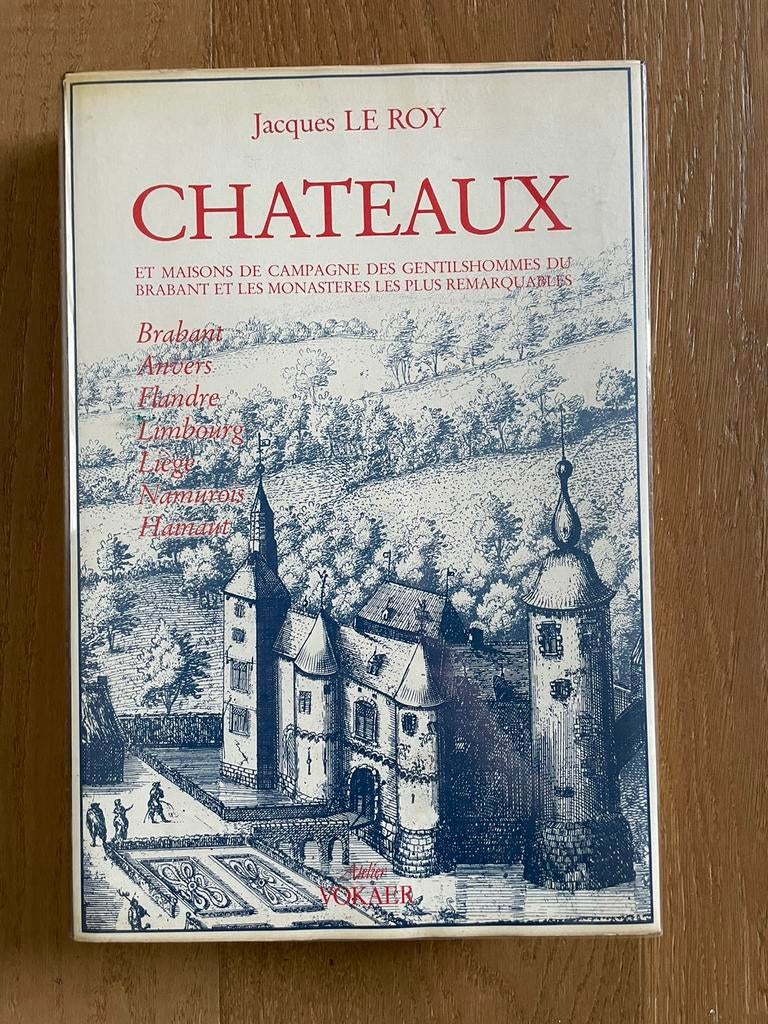 Jacques LE ROY
CHATEAUX
ET MAISONS DE CAMPAGNE DES GENTILSHOMMES DU
BRABANT ET LES MONASTERES LES PLUS REMARQUABLES
Brabant
Anvers
Flandre
Limbourg
Liège
Namurois
Hainaut
Atelier
VOKAER